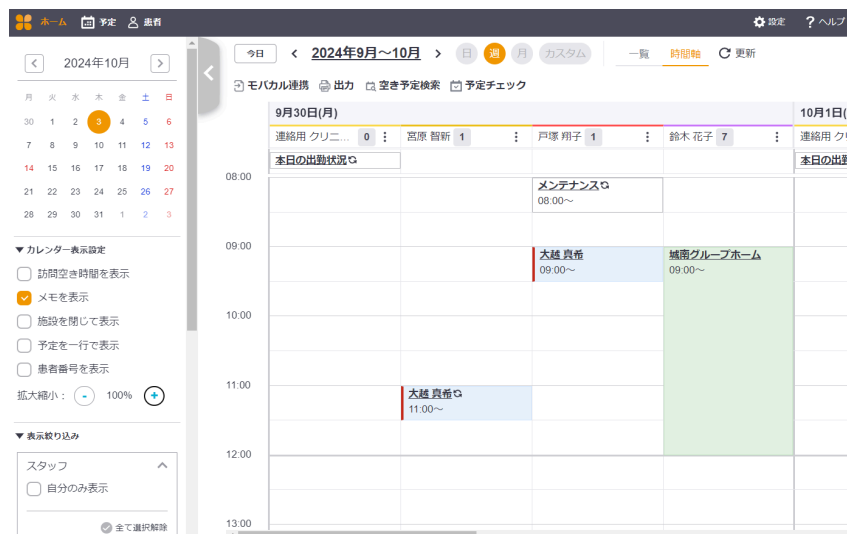 ホーム 予定 患者 設定 ? ヘルプ
2024年10月
月 火 水 木 金 土 日
30 1 2 3 4 5 6
7 8 9 10 11 12 13
14 15 16 17 18 19 20
21 22 23 24 25 26 27
28 29 30 31 1 2 3
▼ カレンダー表示設定
訪問空き時間を表示
メモを表示
施設を閉じて表示
予定を一行で表示
患者番号を表示
拡大縮小： - 100% +
▼ 表示絞り込み
スタッフ
自分のみ表示
全て選択解除
今日 2024年9月〜10月 日 週 月 カスタム 一覧 時間軸 更新
モバカル連携 出力 空き予定検索 予定チェック
9月30日(月) 10月1日(
連絡用 クリニ... 0 宮原 智新 1 戸塚 翔子 1 鈴木 花子 7 連絡用 ク
本日の出勤状況 本日の出勤
08:00
メンテナンス
08:00〜
09:00
大越 真希 城南グループホーム
09:00〜 09:00〜
10:00
11:00
大越 真希
11:00〜
12:00
13:00